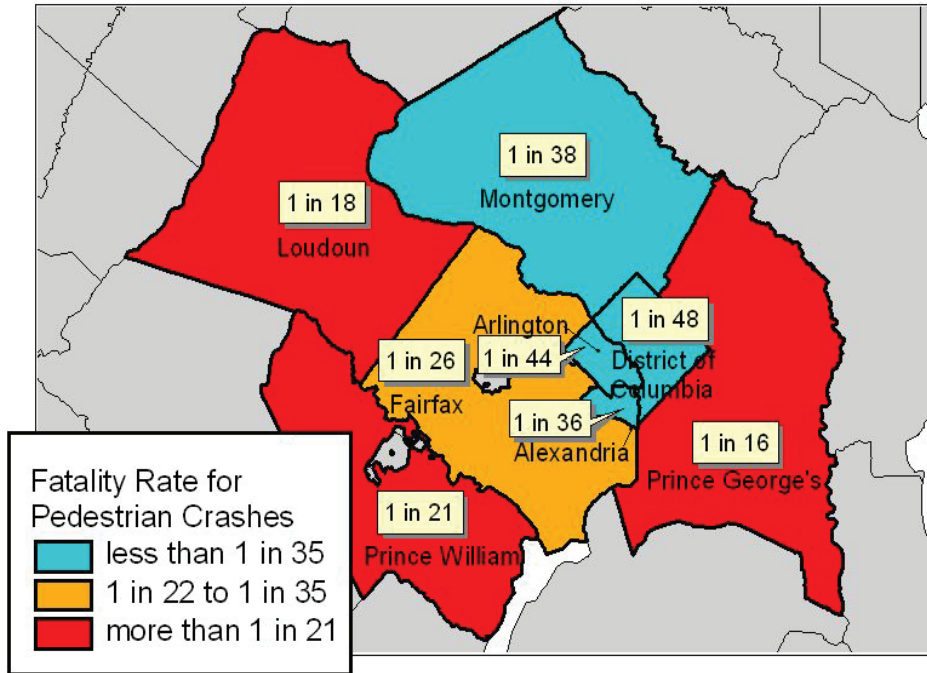 1 in 38
Montgomery
1 in 18
Loudoun
1 in 48
District of
Columbia
Arlington
1 in 44
1 in 26
Fairfax
1 in 36
Alexandria
1 in 16
Prince George's
1 in 21
Prince William
Fatality Rate for
Pedestrian Crashes
less than 1 in 35
1 in 22 to 1 in 35
more than 1 in 21